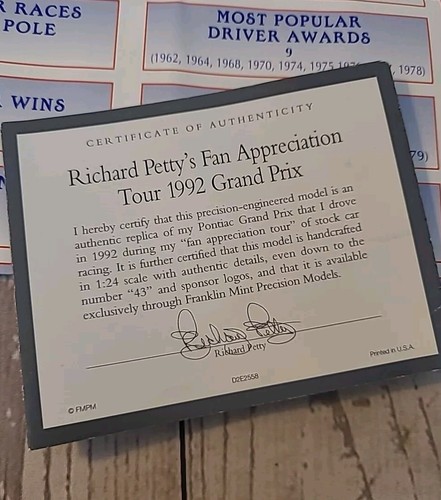 RACES
POLE
MOST POPULAR
DRIVER AWARDS
9
(1962, 1964, 1968, 1970, 1974, 1975, 1978)
WINS
79)
CERTIFICATE OF AUTHENTICITY
Richard Petty's Fan Appreciation
Tour 1992 Grand Prix
I hereby certify that this precision-engineered model is an
authentic replica of my Pontiac Grand Prix that I drove
in 1992 during my "fan appreciation tour" of stock car
racing. It is further certified that this model is handcrafted
in 1:24 scale with authentic details, even down to the
number "43" and sponsor logos, and that it is available
exclusively through Franklin Mint Precision Models.
Richard Petty
Richard Petty
© FMPM
D2E2558
Printed in U.S.A.